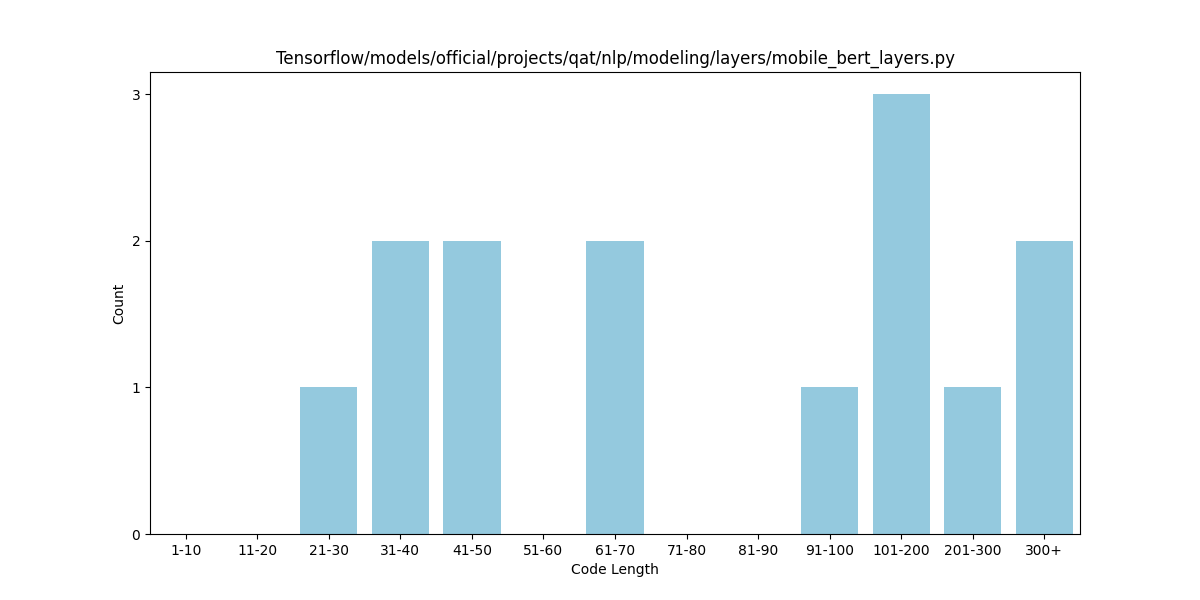 Tensorflow/models/official/projects/qat/nlp/modeling/layers/mobile_bert_layers.py
3
2
1
0
Count
1-10 11-20 21-30 31-40 41-50 51-60 61-70 71-80 81-90 91-100 101-200 201-300 300+
Code Length